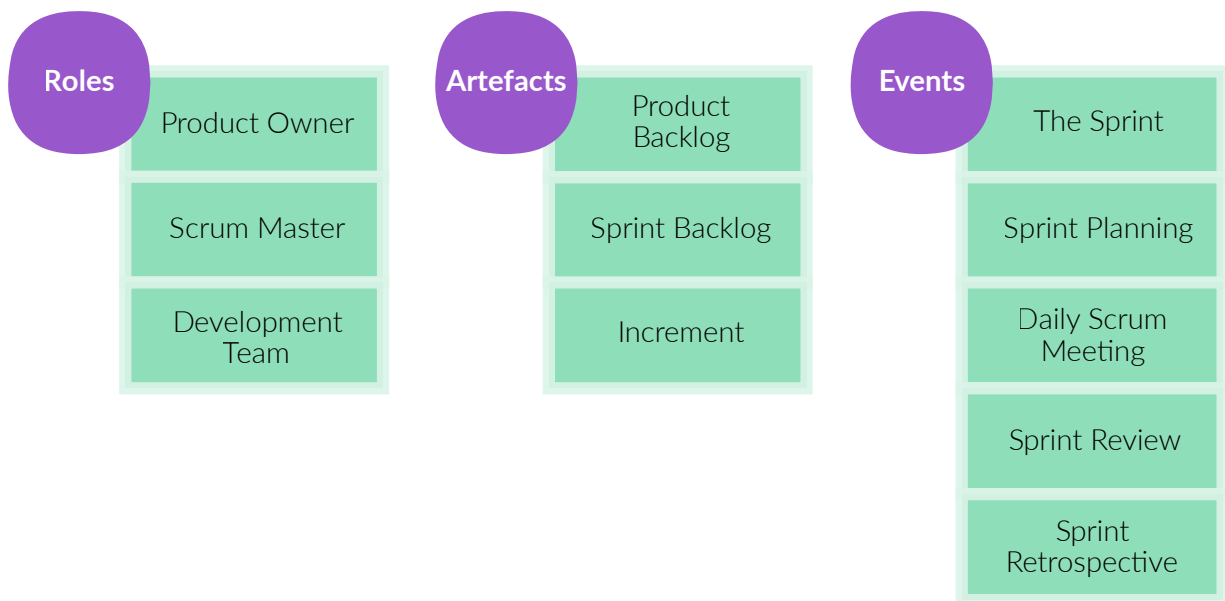 Roles
Product Owner
Scrum Master
Development
Team
Artefacts
Product
Backlog
Sprint Backlog
Increment
Events
The Sprint
Sprint Planning
Daily Scrum
Meeting
Sprint Review
Sprint
Retrospective